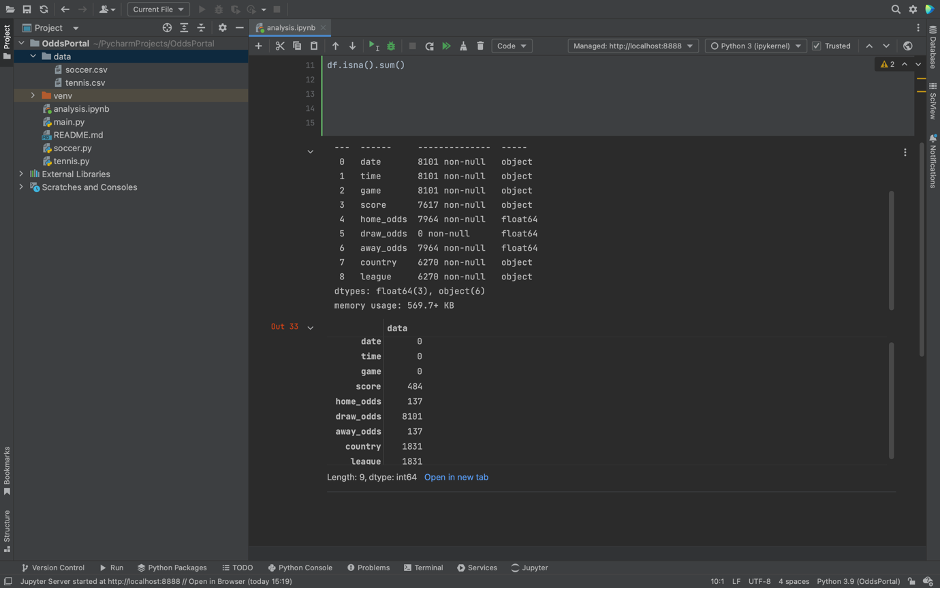 Current File
Project
analysis.ipynb
OddsPortal ~/PycharmProjects/OddsPortal
data
soccer.csv
tennis.csv
venv
analysis.ipynb
main.py
README.md
soccer.py
tennis.py
External Libraries
Scratches and Consoles
Project
Bookmarks
Structure
Code
Managed: http://localhost:8888
Python 3 (ipykernel)
Trusted
11 df.isna().sum()
12
13
14
15
2
--- ------ -------------- -----
0 date 8101 non-null object
1 time 8101 non-null object
2 game 8101 non-null object
3 score 7617 non-null object
4 home_odds 7964 non-null float64
5 draw_odds 0 non-null float64
6 away_odds 7964 non-null float64
7 country 6270 non-null object
8 league 6270 non-null object
dtypes: float64(3), object(6)
memory usage: 569.7+ KB
Out 33
data
date 0
time 0
game 0
score 484
home_odds 137
draw_odds 8101
away_odds 137
country 1831
league 1831
Length: 9, dtype: int64 Open in new tab
Database
SciView
Notifications
Version Control Run Python Packages TODO Python Console Problems Terminal Services Jupyter
Jupyter Server started at http://localhost:8888 // Open in Browser (today 15:19) 10:1 LF UTF-8 4 spaces Python 3.9 (OddsPortal)